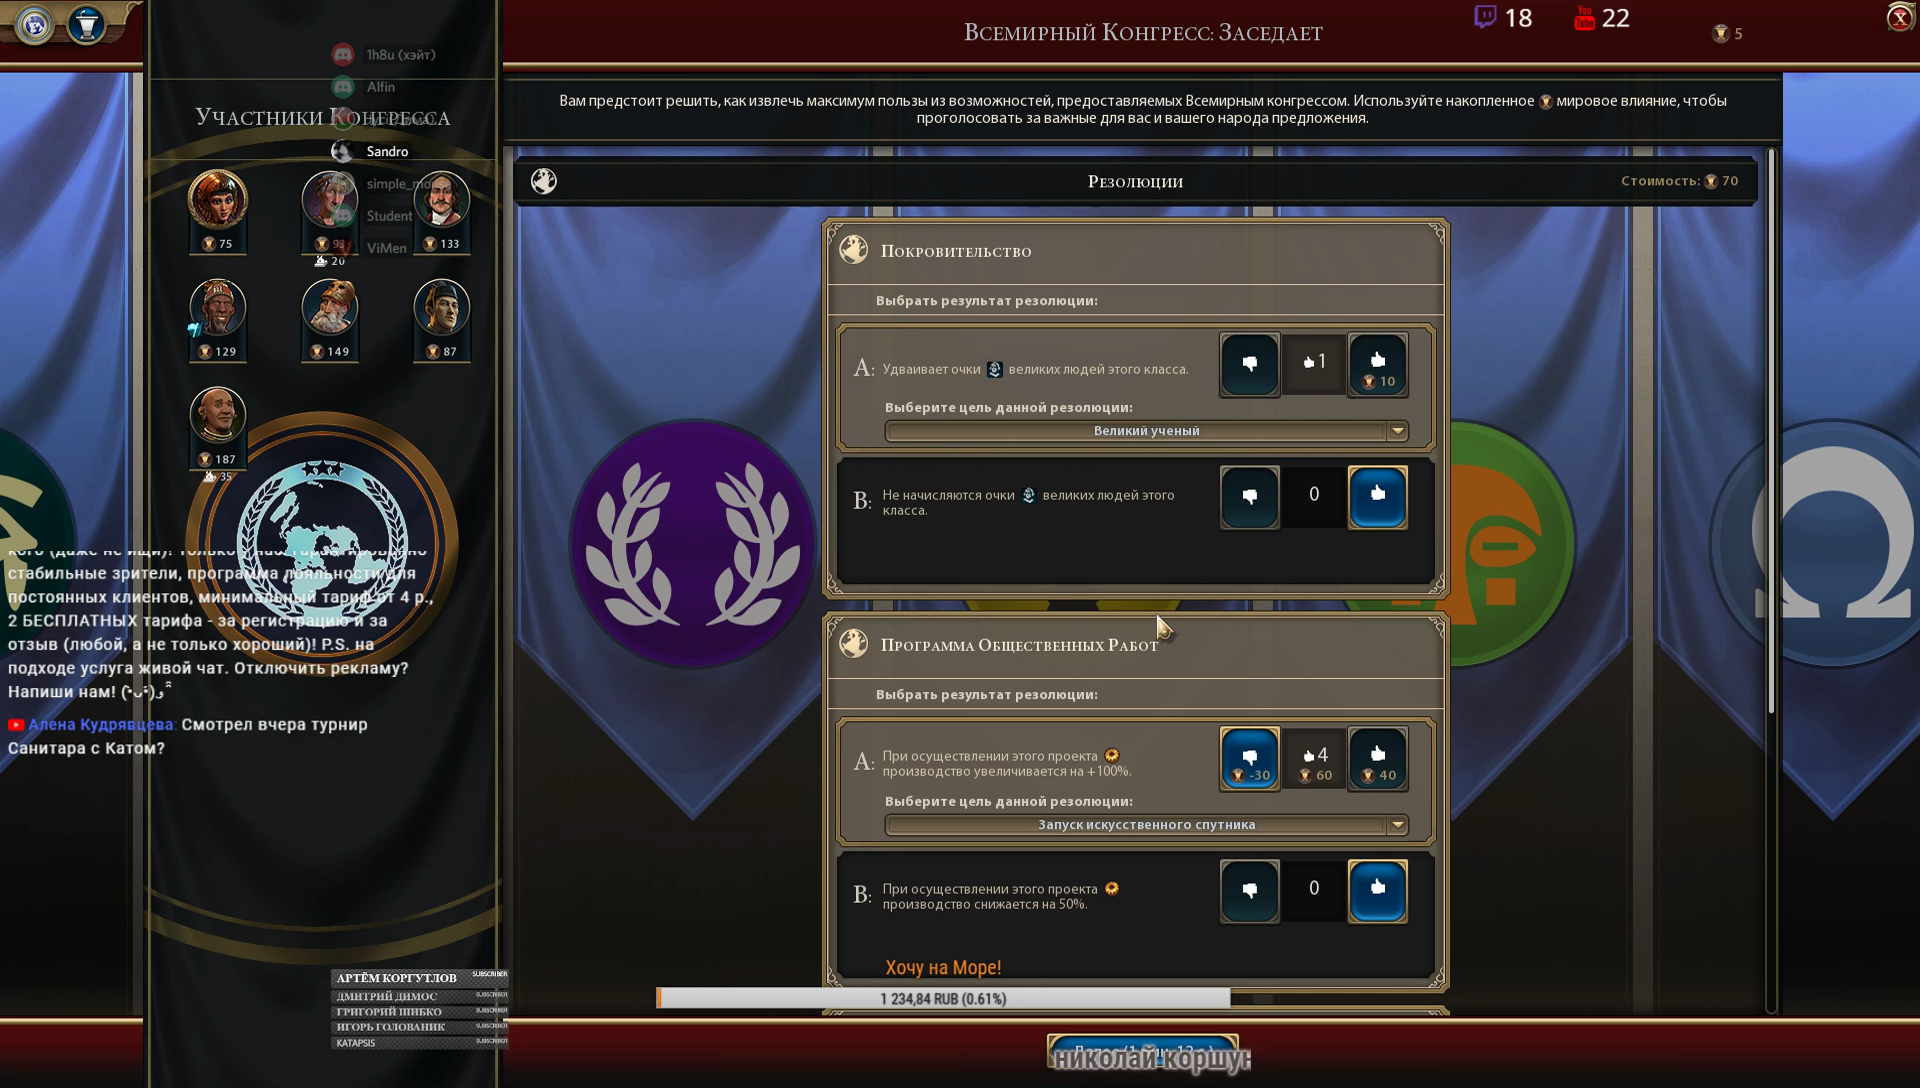 Всемирный Конгресс: Заседает
18
22
5
1h8u (хэйт)
Alfin
Участники Конгресса
Sandro
Student
ViMen
75
93
133
20
129
149
87
187
35
Вам предстоит решить, как извлечь максимум пользы из возможностей, предоставляемых Всемирным конгрессом. Используйте накопленное мировое влияние, чтобы
проголосовать за важные для вас и вашего народа предложения.
Резолюции
Стоимость: 70
Покровительство
Выбрать результат резолюции:
A: Удваивает очки великих людей этого класса.
1
10
Выберите цель данной резолюции:
Великий ученый
B: Не начисляются очки великих людей этого
класса.
0
Программа Общественных Работ
Выбрать результат резолюции:
A: При осуществлении этого проекта
производство увеличивается на +100%.
-30
4
60
40
Выберите цель данной резолюции:
Запуск искусственного спутника
B: При осуществлении этого проекта
производство снижается на 50%.
0
стабильные зрители, программа лояльности для
постоянных клиентов, минимальный тариф от 4 р.,
2 БЕСПЛАТНЫХ тарифа - за регистрацию и за
отзыв (любой, а не только хороший)! P.S. на
подходе услуга живой чат. Отключить рекламу?
Напиши нам!
Алена Кудрявцева: Смотрел вчера турнир
Санитара с Катом?
Хочу на Море!
1 234,84 RUB (0.61%)
АРТЁМ КОРГУТЛОВ SUBSCRIBER
ДМИТРИЙ ДИМОС SUBSCRIBER
ГРИГОРИЙ ШИБКО SUBSCRIBER
ИГОРЬ ГОЛОВАНИК SUBSCRIBER
KATAPSIS SUBSCRIBER
николай